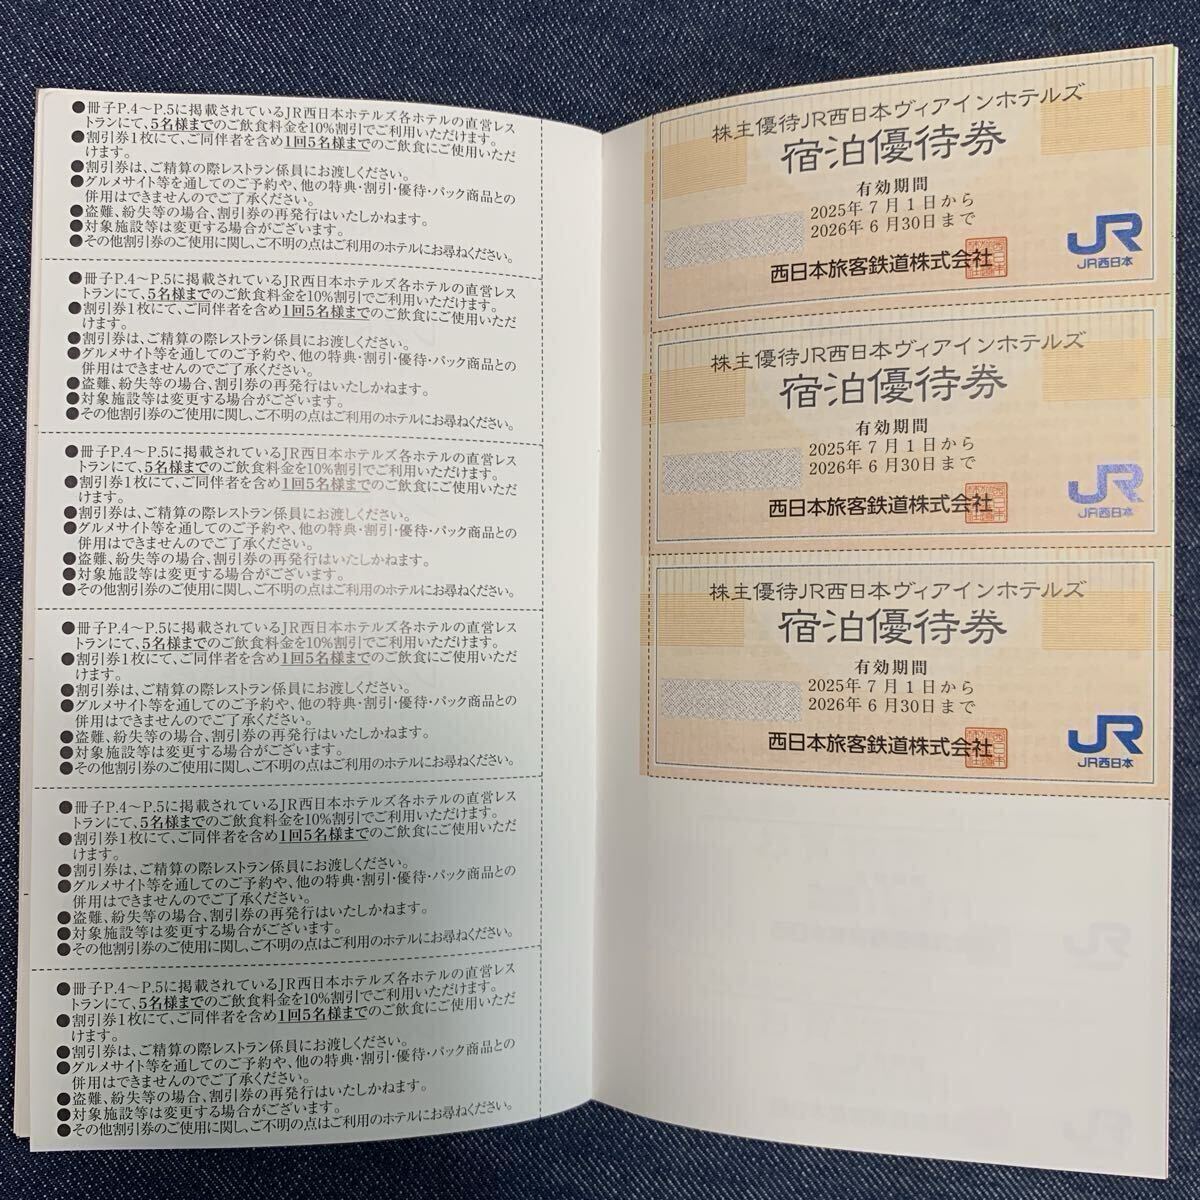 ●冊子P.4～P.5に掲載されているJR西日本ホテルズ各ホテルの直営レス
トランにて、5名様までのご飲食料金を10%割引でご利用いただけます。
●割引券1枚にて、ご同伴者を含め1回5名様までのご飲食にご使用いただ
けます。
●割引券は、ご精算の際レストラン係員にお渡しください。
●グルメサイト等を通してのご予約や、他の特典・割引・優待・パック商品との
併用はできませんのでご了承ください。
●盗難、紛失等の場合、割引券の再発行はいたしかねます。
●対象施設等は変更する場合がございます。
●その他割引券のご使用に関し、ご不明の点はご利用のホテルにお尋ねください。
●冊子P.4～P.5に掲載されているJR西日本ホテルズ各ホテルの直営レス
トランにて、5名様までのご飲食料金を10%割引でご利用いただけます。
●割引券1枚にて、ご同伴者を含め1回5名様までのご飲食にご使用いただ
けます。
●割引券は、ご精算の際レストラン係員にお渡しください。
●グルメサイト等を通してのご予約や、他の特典・割引・優待・パック商品との
併用はできませんのでご了承ください。
●盗難、紛失等の場合、割引券の再発行はいたしかねます。
●対象施設等は変更する場合がございます。
●その他割引券のご使用に関し、ご不明の点はご利用のホテルにお尋ねください。
●冊子P.4～P.5に掲載されているJR西日本ホテルズ各ホテルの直営レス
トランにて、5名様までのご飲食料金を10%割引でご利用いただけます。
●割引券1枚にて、ご同伴者を含め1回5名様までのご飲食にご使用いただ
けます。
●割引券は、ご精算の際レストラン係員にお渡しください。
●グルメサイト等を通してのご予約や、他の特典・割引・優待・パック商品との
併用はできませんのでご了承ください。
●盗難、紛失等の場合、割引券の再発行はいたしかねます。
●対象施設等は変更する場合がございます。
●その他割引券のご使用に関し、ご不明の点はご利用のホテルにお尋ねください。
●冊子P.4～P.5に掲載されているJR西日本ホテルズ各ホテルの直営レス
トランにて、5名様までのご飲食料金を10%割引でご利用いただけます。
●割引券1枚にて、ご同伴者を含め1回5名様までのご飲食にご使用いただ
けます。
●割引券は、ご精算の際レストラン係員にお渡しください。
●グルメサイト等を通してのご予約や、他の特典・割引・優待・パック商品との
併用はできませんのでご了承ください。
●盗難、紛失等の場合、割引券の再発行はいたしかねます。
●対象施設等は変更する場合がございます。
●その他割引券のご使用に関し、ご不明の点はご利用のホテルにお尋ねください。
●冊子P.4～P.5に掲載されているJR西日本ホテルズ各ホテルの直営レス
トランにて、5名様までのご飲食料金を10%割引でご利用いただけます。
●割引券1枚にて、ご同伴者を含め1回5名様までのご飲食にご使用いただ
けます。
●割引券は、ご精算の際レストラン係員にお渡しください。
●グルメサイト等を通してのご予約や、他の特典・割引・優待・パック商品との
併用はできませんのでご了承ください。
●盗難、紛失等の場合、割引券の再発行はいたしかねます。
●対象施設等は変更する場合がございます。
●その他割引券のご使用に関し、ご不明の点はご利用のホテルにお尋ねください。
●冊子P.4～P.5に掲載されているJR西日本ホテルズ各ホテルの直営レス
トランにて、5名様までのご飲食料金を10%割引でご利用いただけます。
●割引券1枚にて、ご同伴者を含め1回5名様までのご飲食にご使用いただ
けます。
●割引券は、ご精算の際レストラン係員にお渡しください。
●グルメサイト等を通してのご予約や、他の特典・割引・優待・パック商品との
併用はできませんのでご了承ください。
●盗難、紛失等の場合、割引券の再発行はいたしかねます。
●対象施設等は変更する場合がございます。
●その他割引券のご使用に関し、ご不明の点はご利用のホテルにお尋ねください。
株主優待JR西日本ヴィアインホテルズ
宿泊優待券
有効期間
2025年7月1日から
2026年6月30日まで
西日本旅客鉄道株式会社
JR
JR西日本
株主優待JR西日本ヴィアインホテルズ
宿泊優待券
有効期間
2025年7月1日から
2026年6月30日まで
西日本旅客鉄道株式会社
JR
JR西日本
株主優待JR西日本ヴィアインホテルズ
宿泊優待券
有効期間
2025年7月1日から
2026年6月30日まで
西日本旅客鉄道株式会社
JR
JR西日本